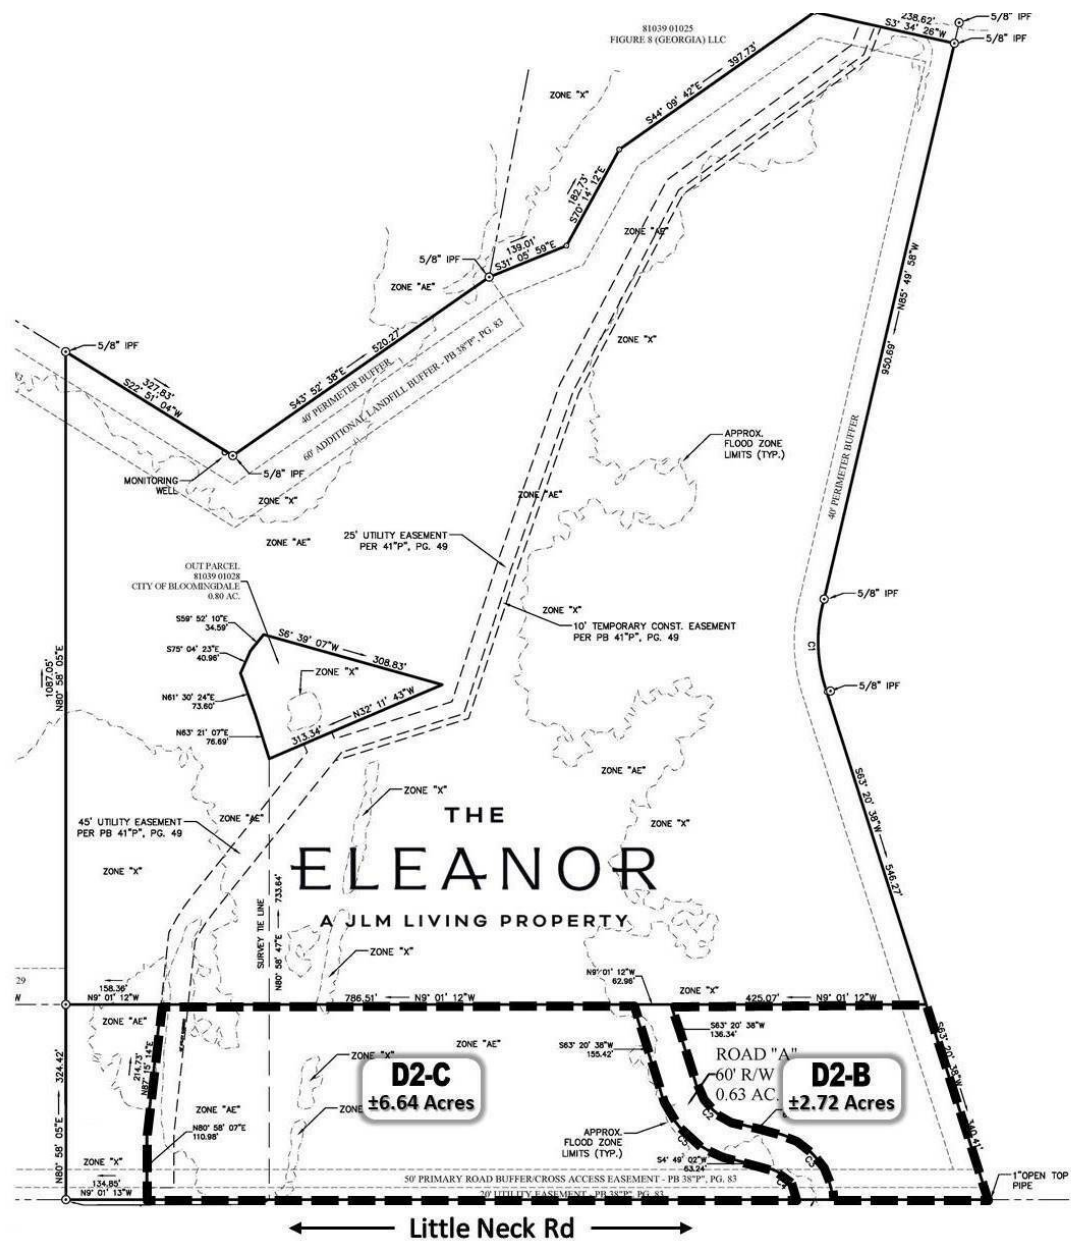 238.62'
S3° 34' 26"W
5/8" IPF
5/8" IPF
81039 01025
FIGURE 8 (GEORGIA) LLC
397.73'
S44° 09' 42"E
ZONE "X"
182.73'
S70° 14' 12"E
ZONE "AE"
139.01'
S31° 05' 59"E
5/8" IPF
ZONE "AE"
N85° 49' 58"W
950.69'
520.27'
S43° 52' 38"E
40' PERIMETER BUFFER
60' ADDITIONAL LANDFILL BUFFER - PB 38"P", PG. 83
ZONE "X"
5/8" IPF
327.83'
S22° 51' 04"W
83
MONITORING
WELL
5/8" IPF
ZONE "X"
ZONE "AE"
APPROX.
FLOOD ZONE
LIMITS (TYP.)
40' PERIMETER BUFFER
ZONE "AE"
25' UTILITY EASEMENT
PER 41"P", PG. 49
OUT PARCEL
81039 01028
CITY OF BLOOMINGDALE
0.80 AC.
5/8" IPF
ZONE "X"
10' TEMPORARY CONST. EASEMENT
PER PB 41"P", PG. 49
S59° 52' 10"E
34.59'
S6° 39' 07"W
308.83'
S75° 04' 23"E
40.96'
C1
1087.05'
N80° 58' 05"E
ZONE "X"
N61° 30' 24"E
73.60'
N32° 11' 43"W
313.34'
5/8" IPF
N63° 21' 07"E
76.69'
ZONE "AE"
ZONE "X"
S63° 20' 38"W
546.27'
45' UTILITY EASEMENT
PER PB 41"P", PG. 49
ZONE "AE"
THE
ELEANOR
A JLM LIVING PROPERTY
ZONE "X"
ZONE "X"
SURVEY TIE LINE
N80° 58' 47"E
733.64'
ZONE "X"
29
W
158.36'
N9° 01' 12"W
786.51'
N9° 01' 12"W
N9° 01' 12"W
62.96'
ZONE "X"
425.07'
N9° 01' 12"W
ZONE "AE"
S63° 20' 38"W
136.34'
S63° 20' 38"W
155.42'
ZONE "AE"
ZONE "X"
324.42'
N80° 58' 05"E
214.73'
N87° 15' 14"E
D2-C
±6.64 Acres
ROAD "A"
60' R/W
0.63 AC.
D2-B
±2.72 Acres
S63° 20' 38"W
340.41'
ZONE "AE"
ZONE
N80° 58' 07"E
110.98'
C2
APPROX.
FLOOD ZONE
LIMITS (TYP.)
C5
C3
ZONE "X"
S4° 49' 02"W
63.24'
134.85'
N9° 01' 13"W
50' PRIMARY ROAD BUFFER/CROSS ACCESS EASEMENT - PB 38"P", PG. 83
20' UTILITY EASEMENT - PB 38"P", PG. 83
1"OPEN TOP
PIPE
Little Neck Rd